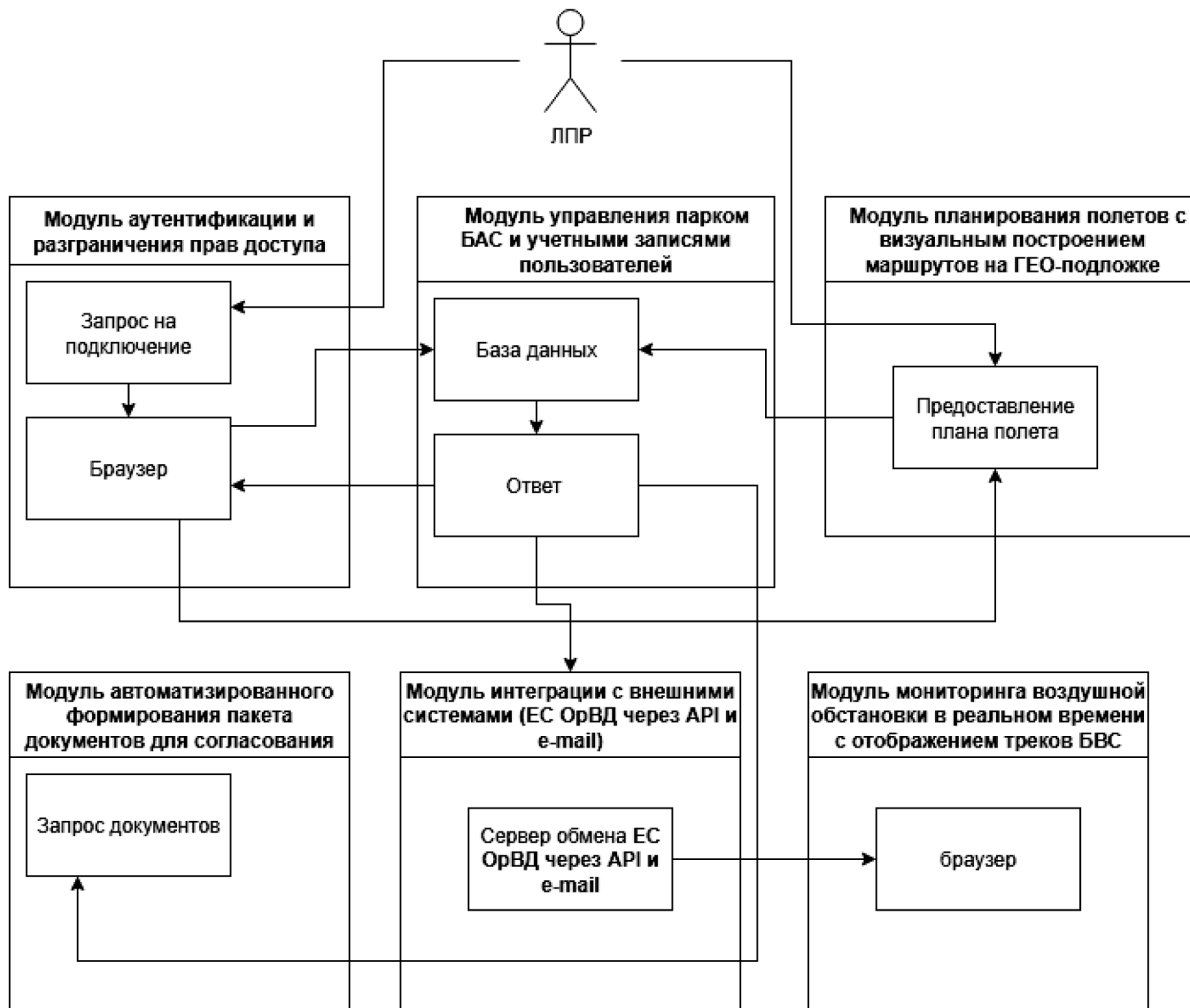 ЛПР
Модуль аутентификации и
разграничения прав доступа
Запрос на
подключение
Браузер
Модуль управления парком
БАС и учетными записями
пользователей
База данных
Ответ
Модуль планирования полетов с
визуальным построением
маршрутов на ГЕО-подложке
Предоставление
плана полета
Модуль автоматизированного
формирования пакета
документов для согласования
Запрос документов
Модуль интеграции с внешними
системами (ЕС ОрВД через API и
e-mail)
Сервер обмена ЕС
ОрВД через API и
e-mail
Модуль мониторинга воздушной
обстановки в реальном времени
с отображением треков БВС
браузер